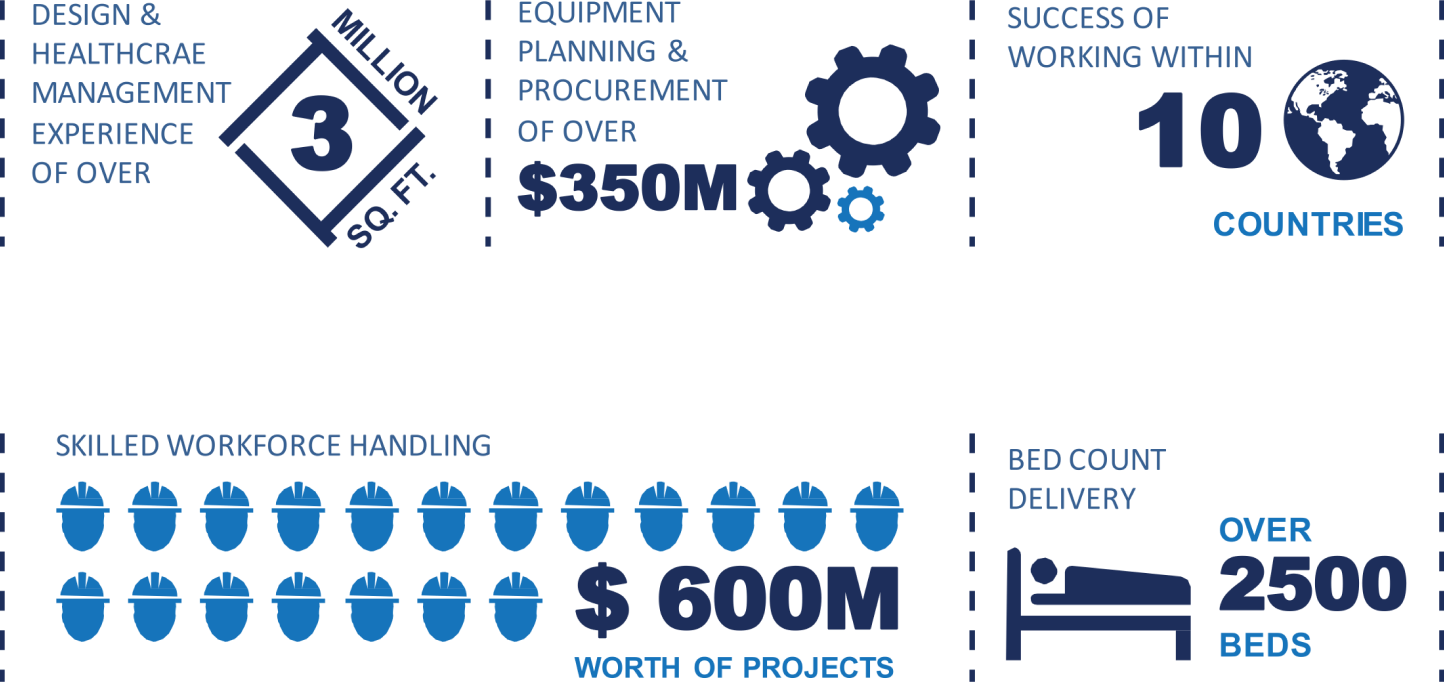 DESIGN &
HEALTHCRAE
MANAGEMENT
EXPERIENCE
OF OVER
3
MILLION
SQ. FT.
EQUIPMENT
PLANNING &
PROCUREMENT
OF OVER
$350M
SUCCESS OF
WORKING WITHIN
10
COUNTRIES
SKILLED WORKFORCE HANDLING
$ 600M
WORTH OF PROJECTS
BED COUNT
DELIVERY
OVER
2500
BEDS